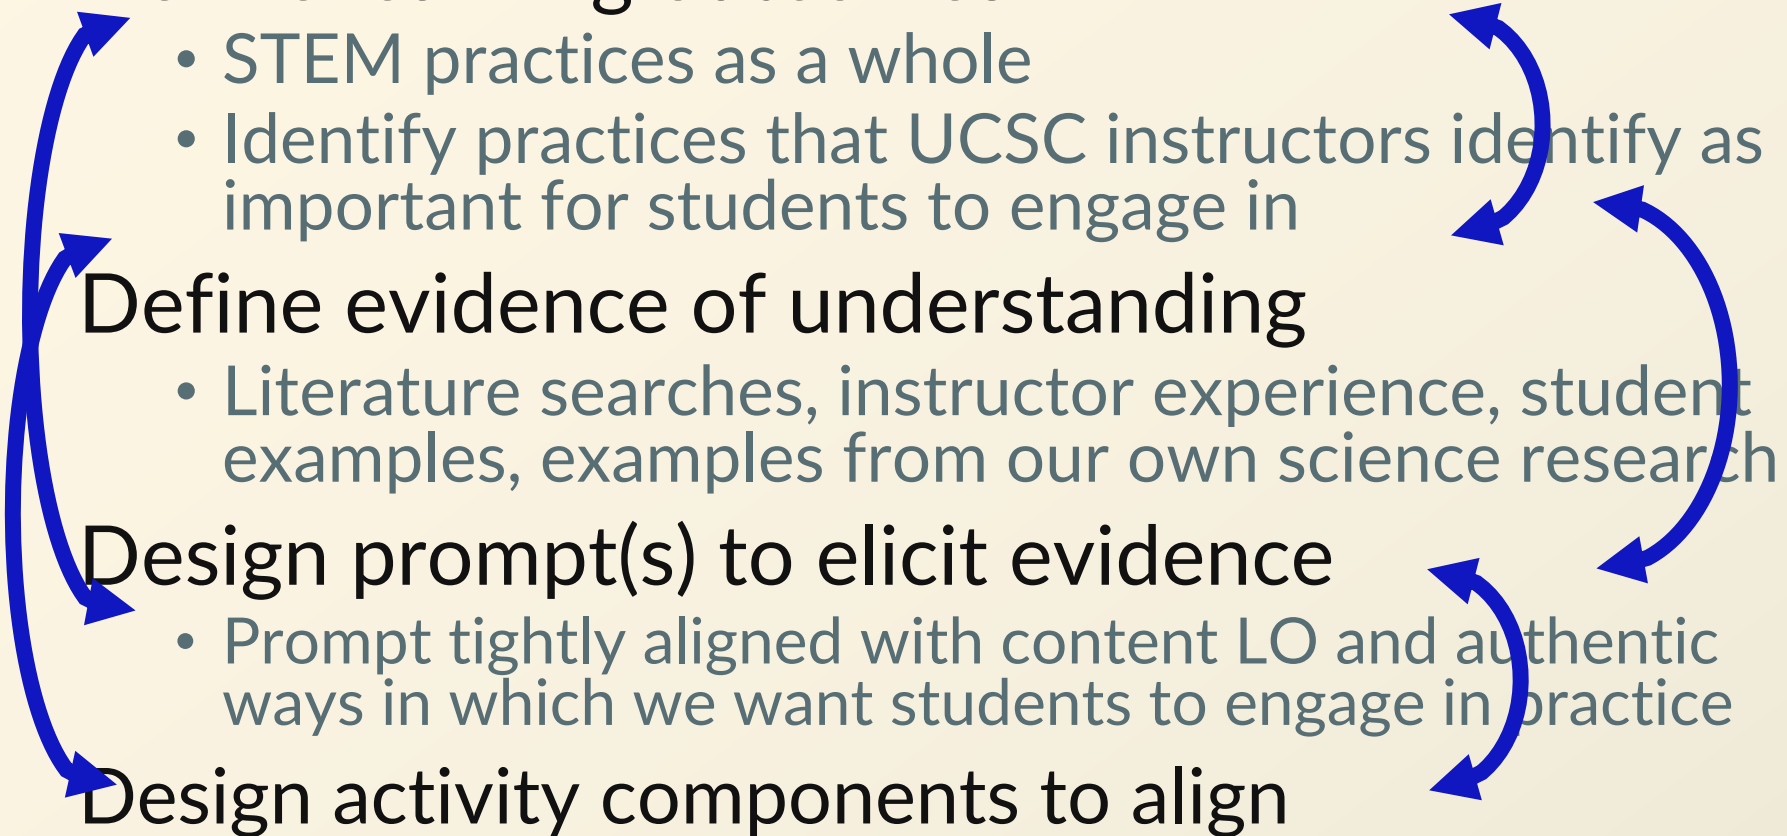 • STEM practices as a whole
• Identify practices that UCSC instructors identify as
important for students to engage in
Define evidence of understanding
• Literature searches, instructor experience, student
examples, examples from our own science research
Design prompt(s) to elicit evidence
• Prompt tightly aligned with content LO and authentic
ways in which we want students to engage in practice
Design activity components to align